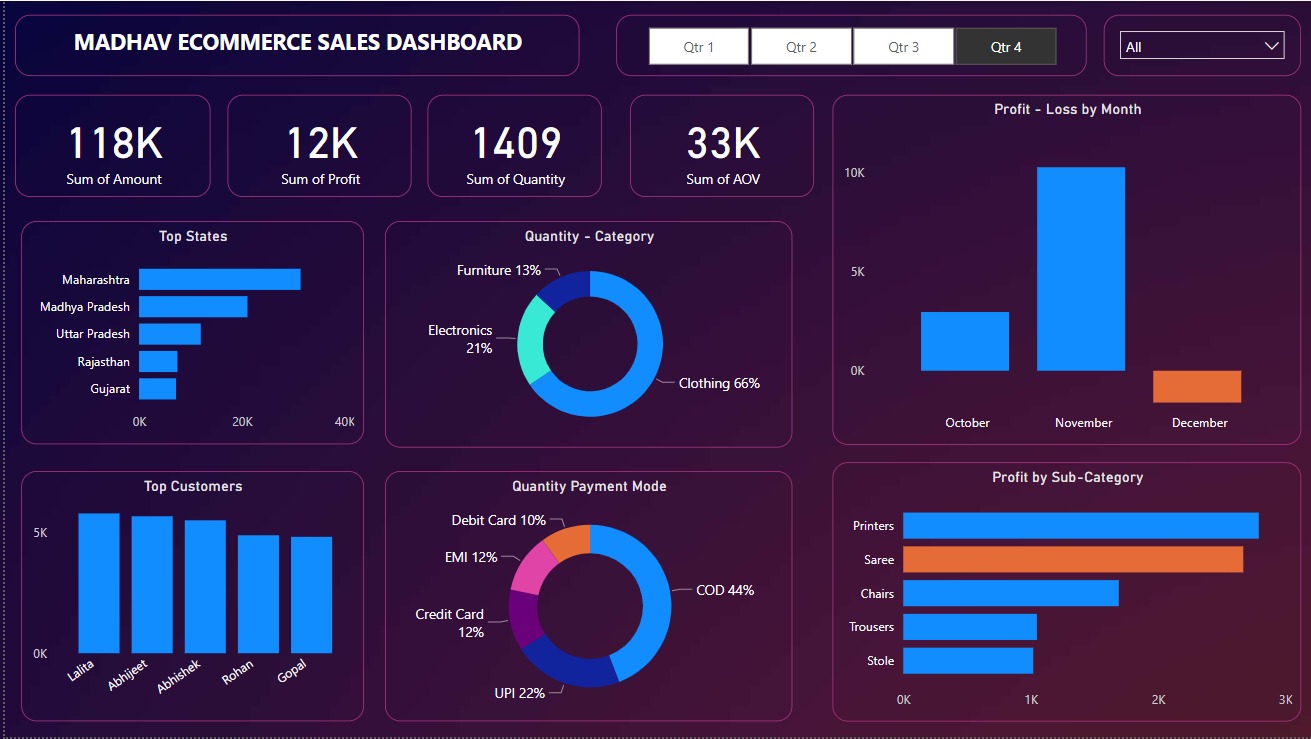 MADHAV ECOMMERCE SALES DASHBOARD
Qtr 1
Qtr 2
Qtr 3
Qtr 4
All
118K
Sum of Amount
12K
Sum of Profit
1409
Sum of Quantity
33K
Sum of AOV
Profit - Loss by Month
10K
5K
0K
October
November
December
Top States
Maharashtra
Madhya Pradesh
Uttar Pradesh
Rajasthan
Gujarat
0K
20K
40K
Quantity - Category
Furniture 13%
Electronics
21%
Clothing 66%
Top Customers
5K
0K
Lalita
Abhijeet
Abhishek
Rohan
Gopal
Quantity Payment Mode
Debit Card 10%
EMI 12%
Credit Card
12%
UPI 22%
COD 44%
Profit by Sub-Category
Printers
Saree
Chairs
Trousers
Stole
0K
1K
2K
3K